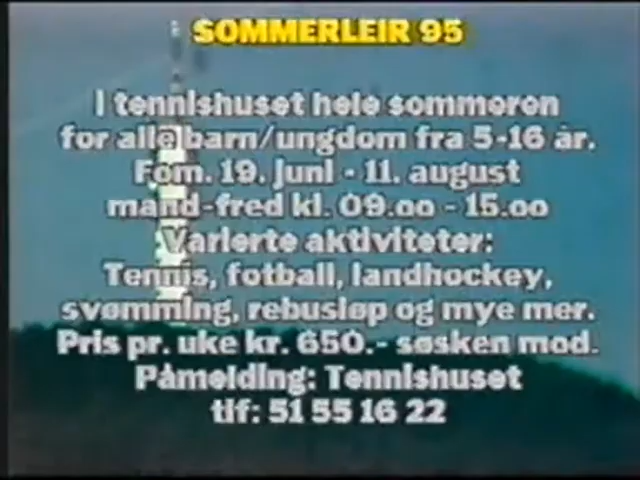 SOMMERLEIR 95
I tennishuset hele sommeren
for alle barn/ungdom fra 5-16 år.
Fom. 19. juni - 11. august
mand-fred kl. 09.00 - 15.00
Varierte aktiviteter:
Tennis, fotball, landhockey,
svømming, rebusløp og mye mer.
Pris pr. uke kr. 650.- søsken mod.
Påmelding: Tennishuset
tlf: 51 55 16 22